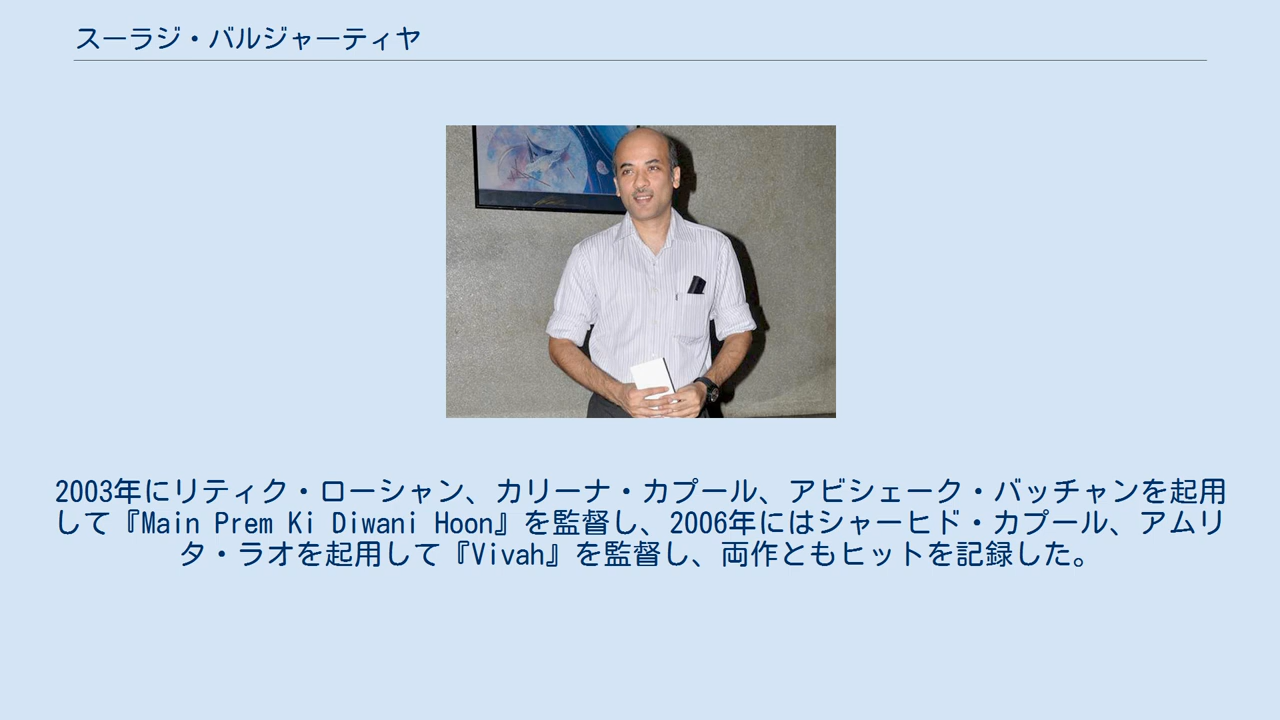 スーラジ・バルジャーティヤ
2003年にリティク・ローシャン、カリーナ・カプール、アビシェーク・バッチャンを起用
して『Main Prem Ki Diwani Hoon』を監督し、2006年にはシャーヒド・カプール、アムリ
タ・ラオを起用して『Vivah』を監督し、両作ともヒットを記録した。